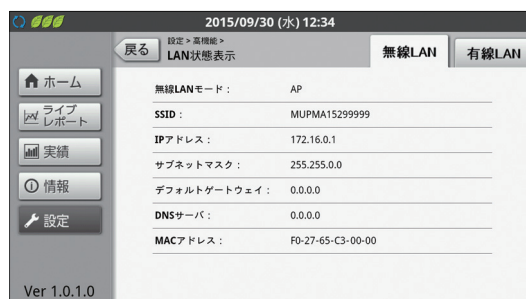 2015/09/30 (水) 12:34
戻る
設定 > 高機能 >
LAN状態表示
無線LAN
有線LAN
ホーム
ライブ
レポート
実績
情報
設定
Ver 1.0.1.0
無線LANモード： AP
SSID： MUPMA15299999
IPアドレス： 172.16.0.1
サブネットマスク： 255.255.0.0
デフォルトゲートウェイ： 0.0.0.0
DNSサーバ： 0.0.0.0
MACアドレス： F0-27-65-C3-00-00